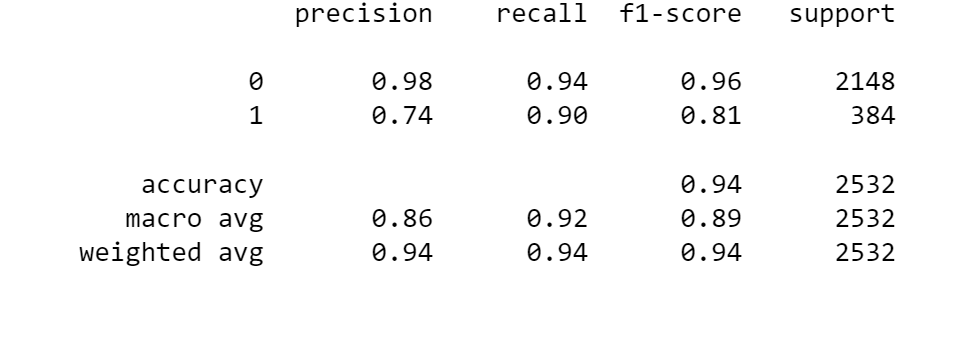 precision recall f1-score support
0 0.98 0.94 0.96 2148
1 0.74 0.90 0.81 384
accuracy 0.94 2532
macro avg 0.86 0.92 0.89 2532
weighted avg 0.94 0.94 0.94 2532